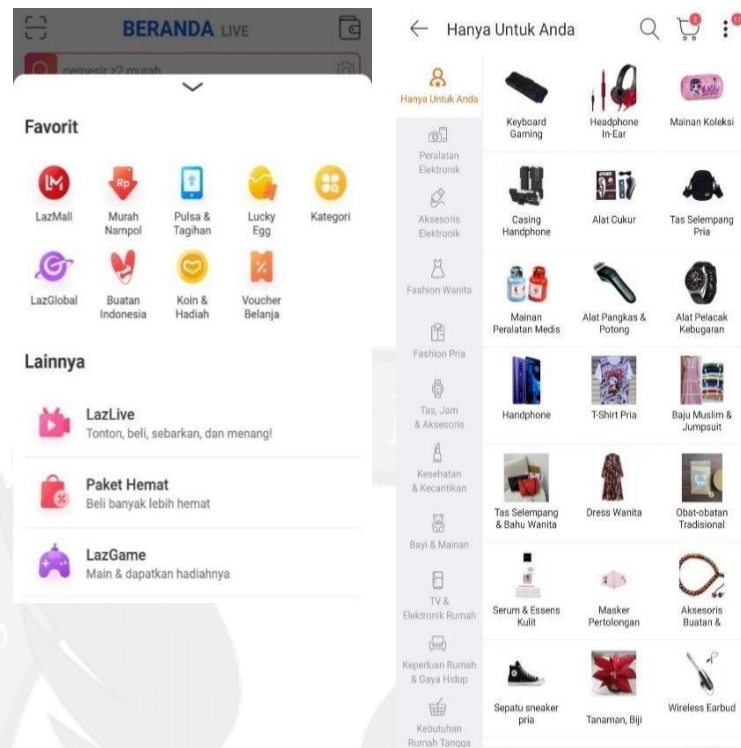 BERANDA LIVE
nemesir z2 murah
Favorit
LazMall
Murah
Nampol
Pulsa &
Tagihan
Lucky
Egg
Kategori
LazGlobal
Buatan
Indonesia
Koin &
Hadiah
Voucher
Belanja
Lainnya
LazLive
Tonton, beli, sebarkan, dan menang!
Paket Hemat
Beli banyak lebih hemat
LazGame
Main & dapatkan hadiahnya
Hanya Untuk Anda
2
Hanya Untuk Anda
Peralatan
Elektronik
Aksesoris
Elektronik
Fashion Wanita
Fashion Pria
Tas, Jam
& Aksesoris
Kesehatan
& Kecantikan
Bayi & Mainan
TV &
Elektronik Rumah
Keperluan Rumah
& Gaya Hidup
Kebutuhan
Rumah Tangga
Keyboard
Gaming
Headphone
In-Ear
Mainan Koleksi
Casing
Handphone
Alat Cukur
Tas Selempang
Pria
Mainan
Peralatan Medis
Alat Pangkas &
Potong
Alat Pelacak
Kebugaran
Handphone
T-Shirt Pria
Baju Muslim &
Jumpsuit
Tas Selempang
& Bahu Wanita
Dress Wanita
Obat-obatan
Tradisional
Serum & Essens
Kulit
Masker
Pertolongan
Aksesoris
Buatan &
Sepatu sneaker
pria
Tanaman, Biji
Wireless Earbud